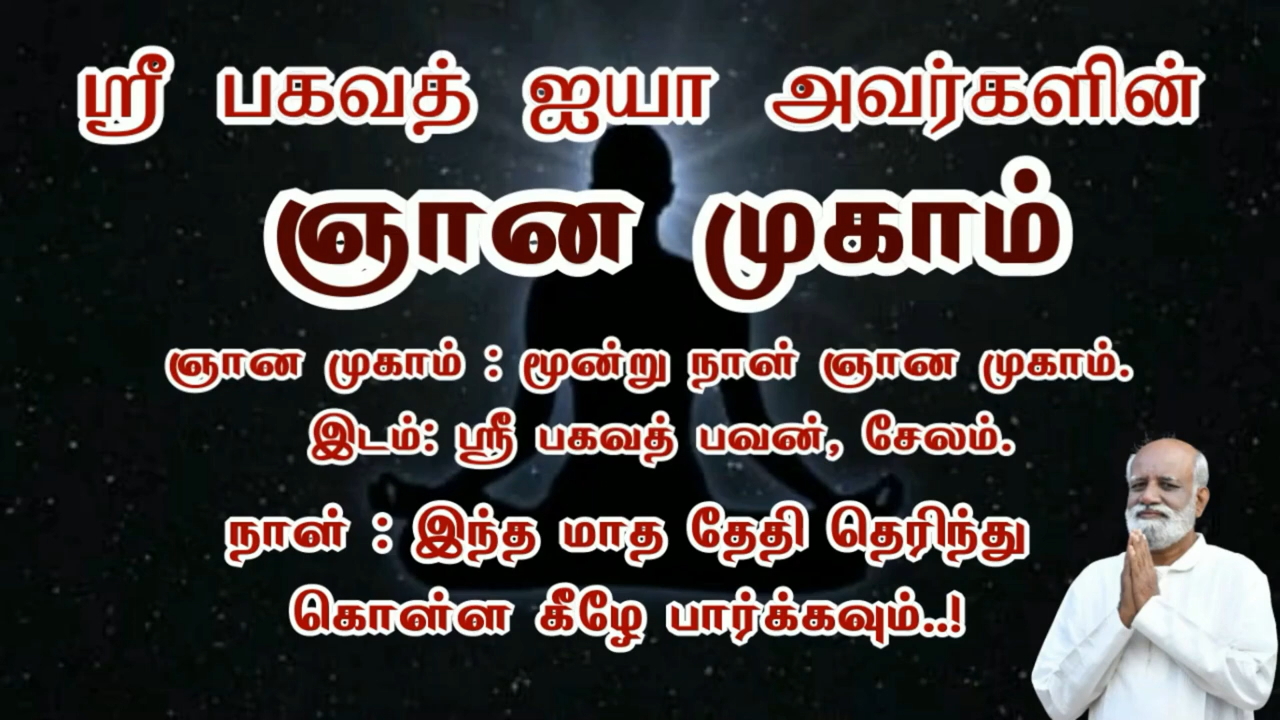 ஸ்ரீ பகவத் ஐயா அவர்களின்
ஞான முகாம்
ஞான முகாம் : மூன்று நாள் ஞான முகாம்.
இடம்: ஸ்ரீ பகவத் பவன், சேலம்.
நாள் : இந்த மாத தேதி தெரிந்து
கொள்ள கீழே பார்க்கவும்..!